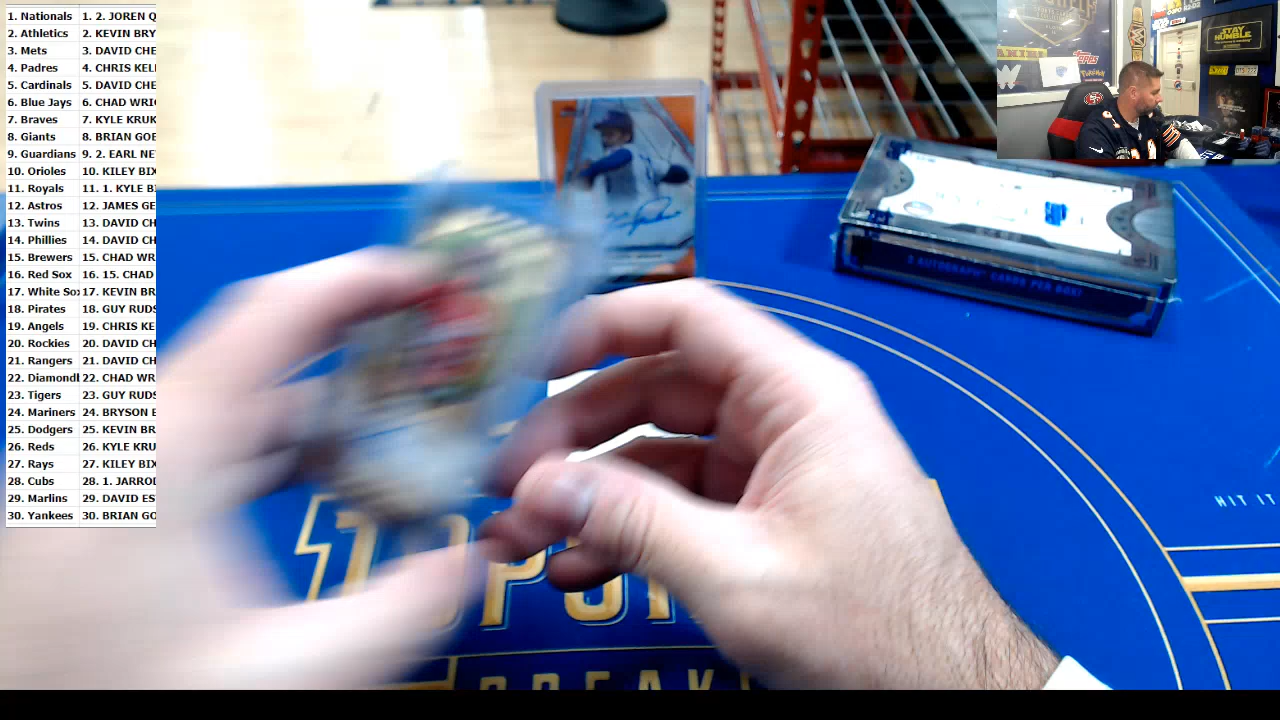 1. Nationals 1. 2. JOREN Q
2. Athletics 2. KEVIN BRY
3. Mets 3. DAVID CHE
4. Padres 4. CHRIS KELI
5. Cardinals 5. DAVID CHE
6. Blue Jays 6. CHAD WRIG
7. Braves 7. KYLE KRUK
8. Giants 8. BRIAN GOE
9. Guardians 9. 2. EARL NE
10. Orioles 10. KILEY BIX
11. Royals 11. 1. KYLE B
12. Astros 12. JAMES GE
13. Twins 13. DAVID CH
14. Phillies 14. DAVID CH
15. Brewers 15. CHAD WR
16. Red Sox 16. 15. CHAD
17. White Sox 17. KEVIN BR
18. Pirates 18. GUY RUDS
19. Angels 19. CHRIS KE
20. Rockies 20. DAVID CH
21. Rangers 21. DAVID CH
22. Diamond 22. CHAD WR
23. Tigers 23. GUY RUDS
24. Mariners 24. BRYSON E
25. Dodgers 25. KEVIN BR
26. Reds 26. KYLE KRU
27. Rays 27. KILEY BIX
28. Cubs 28. 1. JARROD
29. Marlins 29. DAVID ES
30. Yankees 30. BRIAN GO
STAY
HUMBLE
TOPPS
2 AUTOGRAPH CARDS PER BOX!
HIT IT
BREAK